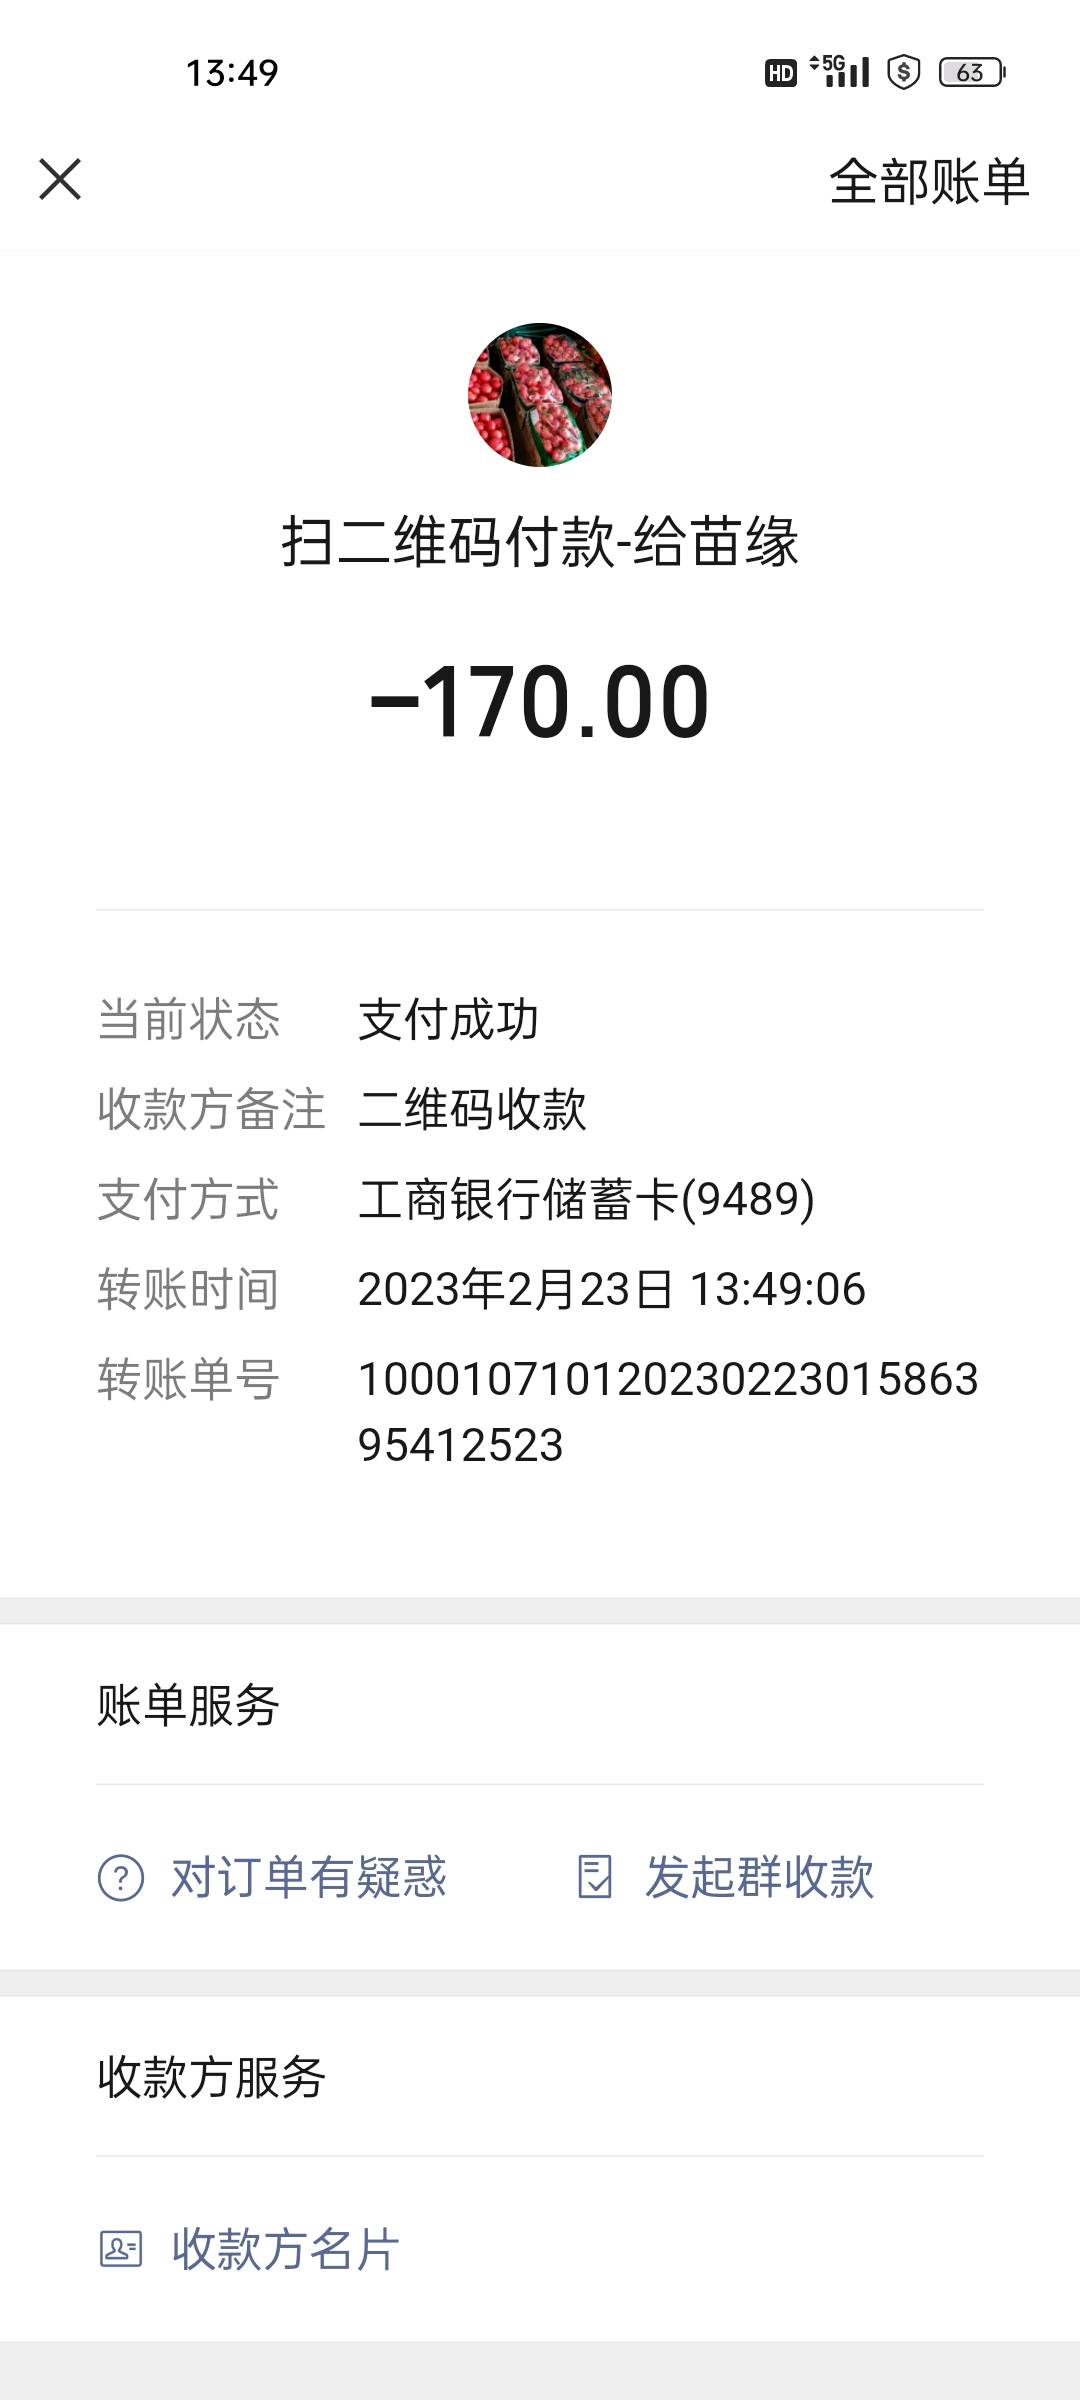 13:49
HD 5G 63
全部账单
扫二维码付款-给苗缘
-170.00
当前状态 支付成功
收款方备注 二维码收款
支付方式 工商银行储蓄卡(9489)
转账时间 2023年2月23日 13:49:06
转账单号 100010710120230223015863
95412523
账单服务
对订单有疑惑 发起群收款
收款方服务
收款方名片